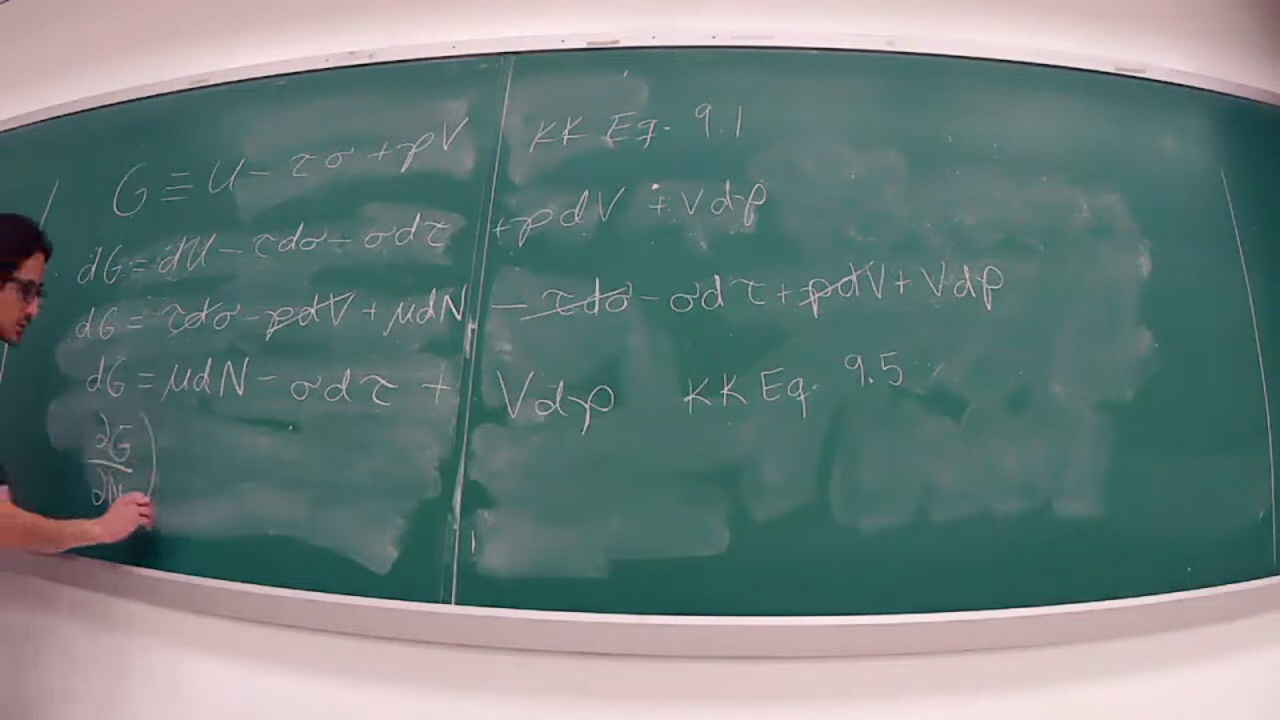 G ≡ U - τσ + pV KK Eq. 9.1
dG = dU - τdσ - σdτ + pdV + Vdp
dG = τdσ - pdV + μdN - τdσ - σdτ + pdV + Vdp
dG = μdN - σdτ + Vdp KK Eq. 9.5
∂G/∂N)